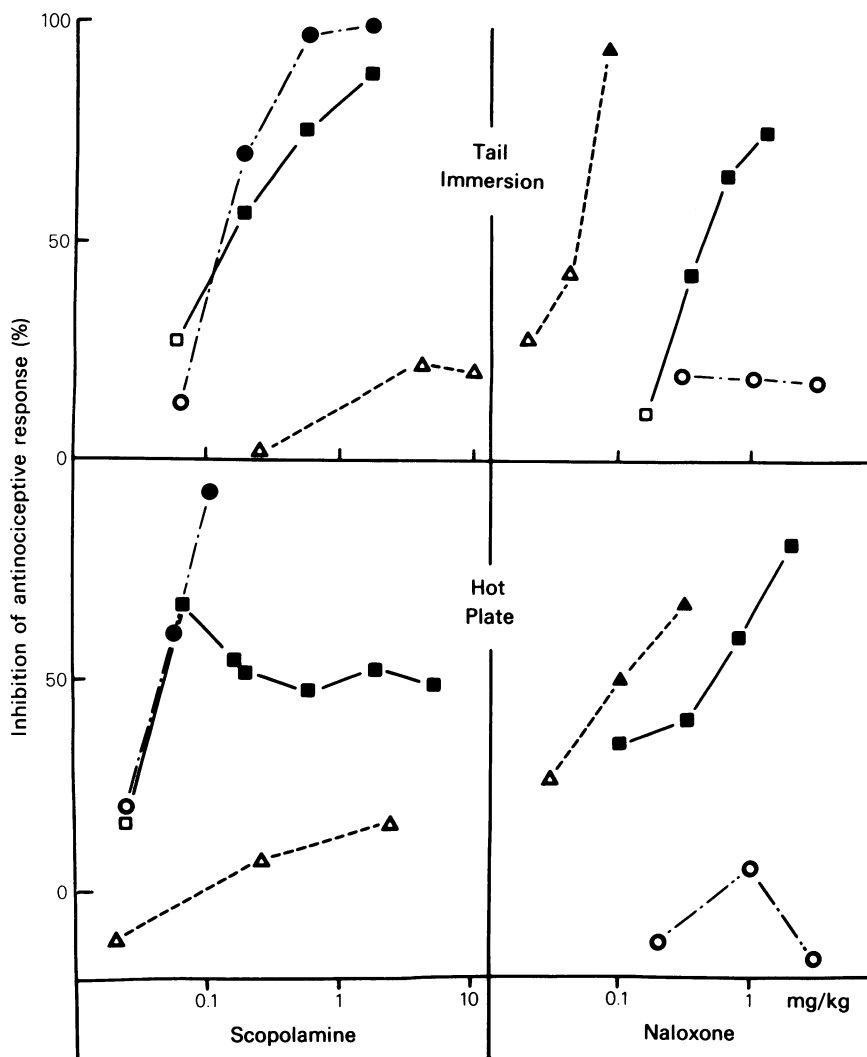 100
Tail
Immersion
50
0
Inhibition of antinociceptive response (%)
Hot
Plate
50
0
0.1
1
10
0.1
1
mg/kg
Scopolamine
Naloxone